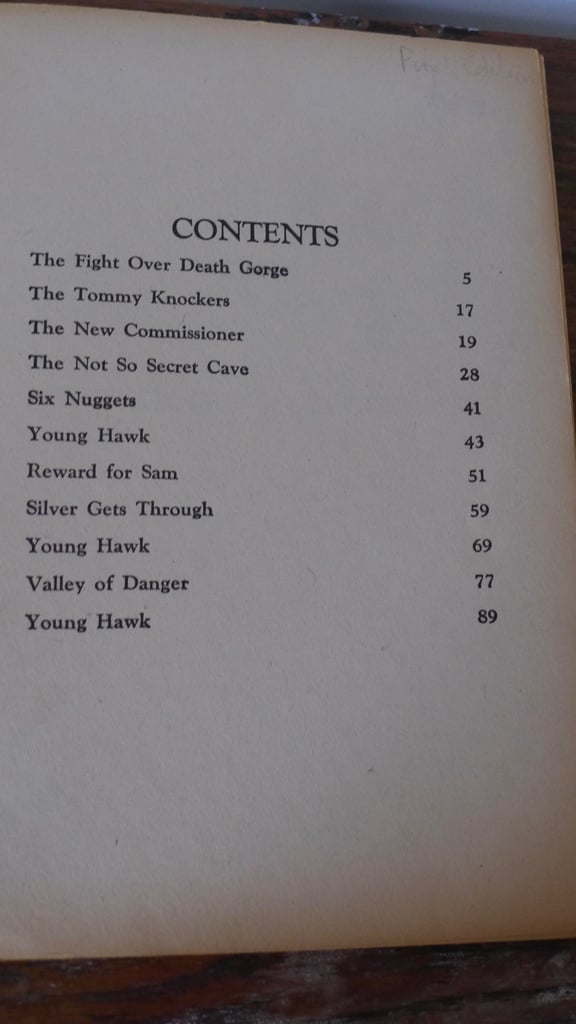 CONTENTS
The Fight Over Death Gorge 5
The Tommy Knockers 17
The New Commissioner 19
The Not So Secret Cave 28
Six Nuggets 41
Young Hawk 43
Reward for Sam 51
Silver Gets Through 59
Young Hawk 69
Valley of Danger 77
Young Hawk 89